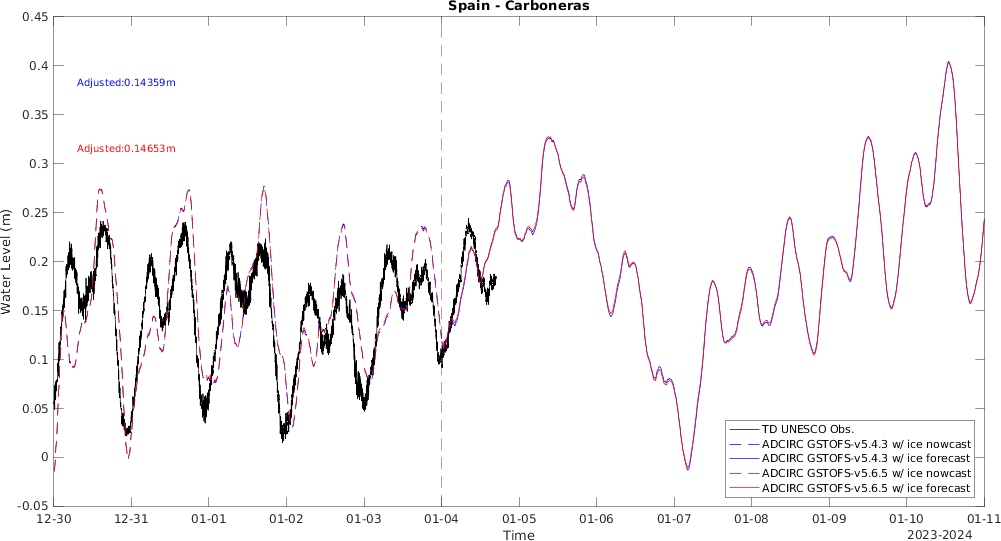 Spain - Carboneras
Water Level (m)
0.45
0.4
0.35
0.3
0.25
0.2
0.15
0.1
0.05
0
-0.05
Adjusted:0.14359m
Adjusted:0.14653m
TD UNESCO Obs.
ADCIRC GSTOFS-v5.4.3 w/ ice nowcast
ADCIRC GSTOFS-v5.4.3 w/ ice forecast
ADCIRC GSTOFS-v5.6.5 w/ ice nowcast
ADCIRC GSTOFS-v5.6.5 w/ ice forecast
12-30 12-31 01-01 01-02 01-03 01-04 01-05 01-06 01-07 01-08 01-09 01-10 01-11
Time
2023-2024